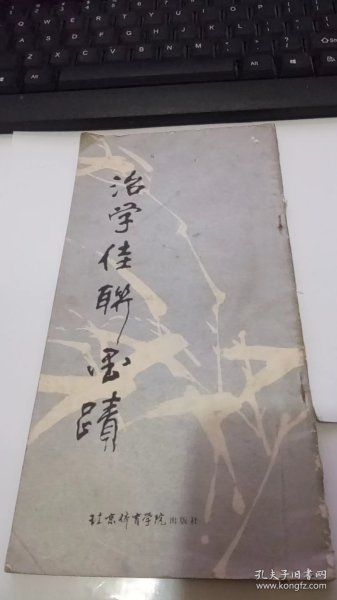 治学佳联墨蹟
北京体育学院出版社
孔夫子旧书网
kongfz.com
Alt